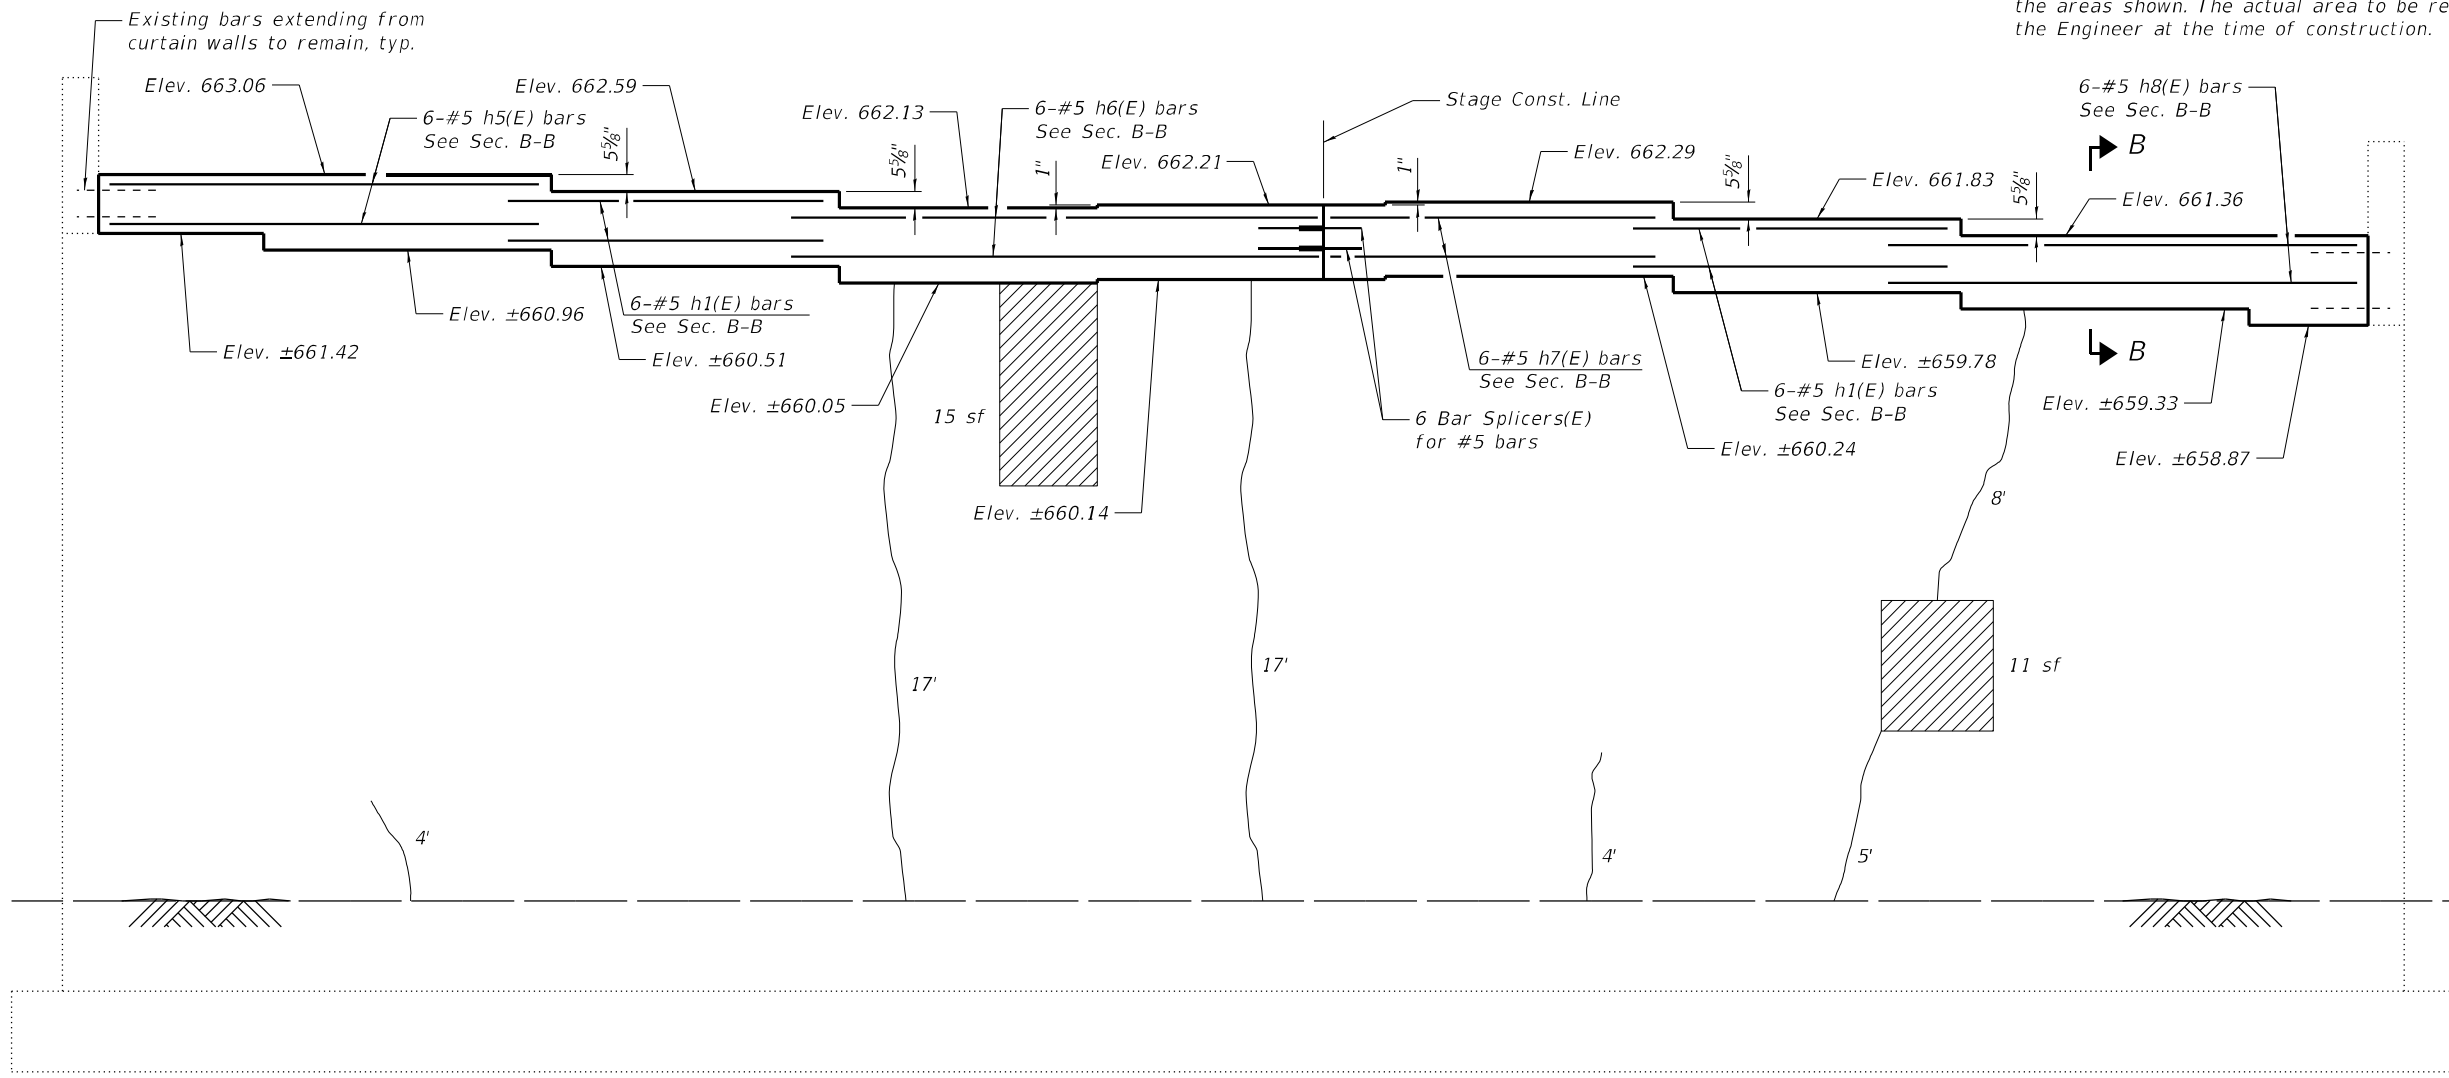 Existing bars extending from
curtain walls to remain, typ.
the areas shown. The actual area to be re
the Engineer at the time of construction.
Elev. 663.06
Elev. 662.59
6-#5 h5(E) bars
See Sec. B-B
5⅝"
Elev. 662.13
5⅝"
6-#5 h6(E) bars
See Sec. B-B
1"
Elev. 662.21
Stage Const. Line
1"
Elev. 662.29
5⅝"
Elev. 661.83
5⅝"
6-#5 h8(E) bars
See Sec. B-B
B
Elev. 661.36
Elev. ±661.42
Elev. ±660.96
6-#5 h1(E) bars
See Sec. B-B
Elev. ±660.51
Elev. ±660.05
15 sf
Elev. ±660.14
6-#5 h7(E) bars
See Sec. B-B
6 Bar Splicers(E)
for #5 bars
Elev. ±659.78
6-#5 h1(E) bars
See Sec. B-B
Elev. ±660.24
B
Elev. ±659.33
Elev. ±658.87
8'
17'
17'
11 sf
4'
4'
5'